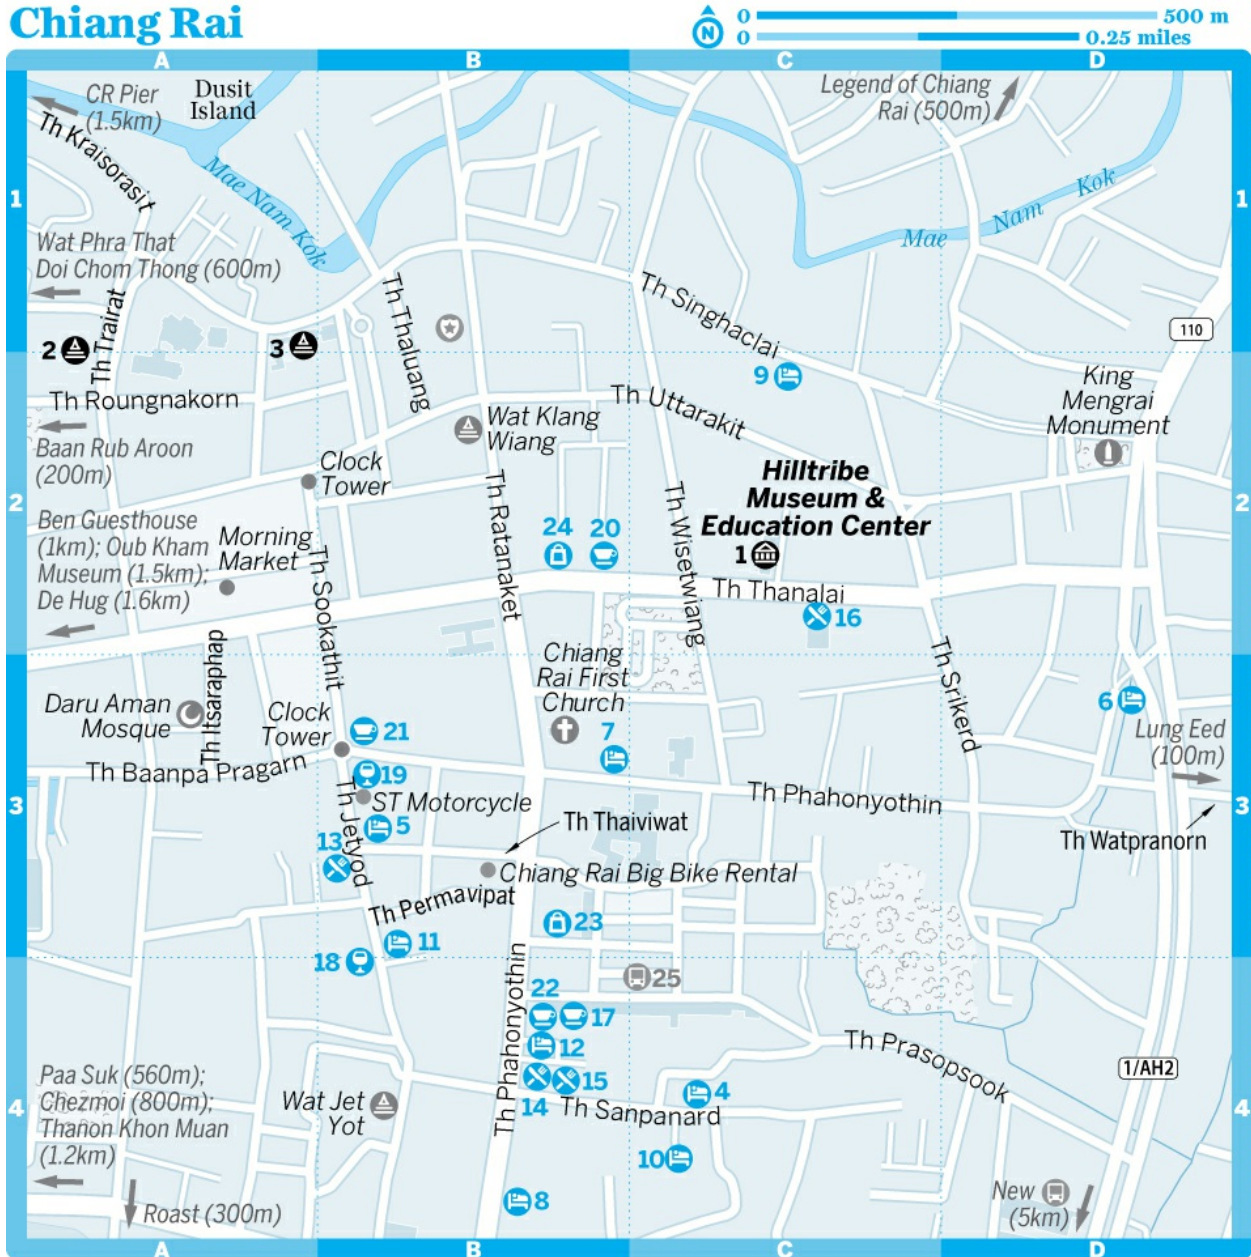 Chiang Rai
N
0 500 m
0 0.25 miles
A B C D
CR Pier
(1.5km)
Dusit
Island
Legend of Chiang
Rai (500m)
Th Kraisorasit
Mae Nam Kok
Kok
Nam
Mae
1 1
Wat Phra That
Doi Chom Thong (600m)
Th Trairat
Th Thaluang
Th Singhaclai
110
2
3
9
Th Roungnakorn
Th Uttarakit
King
Mengrai
Monument
Wat Klang
Wiang
Baan Rub Aroon
(200m)
Clock
Tower
Hilltribe
Museum &
Education Center
1
2 2
Th Ratanaket
Th Wisetwiang
Ben Guesthouse
(1km); Oub Kham
Museum (1.5km);
De Hug (1.6km)
Morning
Market
Th Sookathit
24 20
Th Thanalai
16
Th Itsaraphap
Chiang
Rai First
Church
Th Srikerd
6
Daru Aman
Mosque
Clock
Tower
21
7
Lung Eed
(100m)
Th Baanpa Pragarn
19
ST Motorcycle
Th Jetyod
5
13
Th Phahonyothin
3 3
Th Thaiviwat
Th Watpranorn
Chiang Rai Big Bike Rental
Th Permavipat
23
11
18
25
Th Phahonyothin
22
17
12
15
14
Th Sanpanard
4
Th Prasopsook
1/AH2
Paa Suk (560m);
Chezmoi (800m);
Thanon Khon Muan
(1.2km)
Wat Jet
Yot
4 4
10
8
Roast (300m)
New
(5km)
A B C D